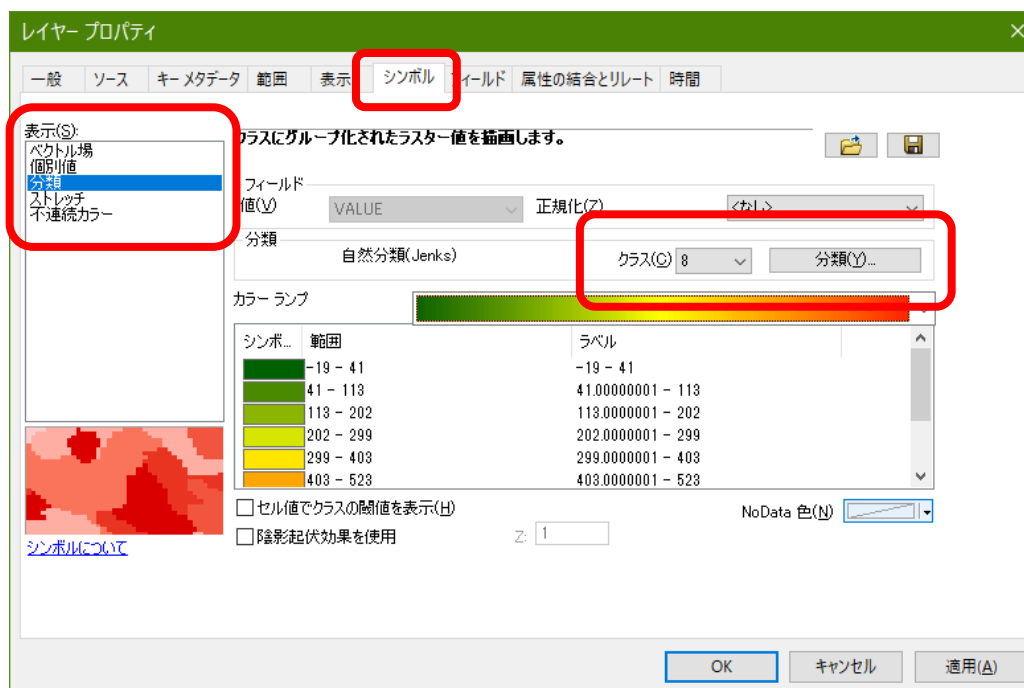 レイヤー プロパティ
一般 ソース キー メタデータ 範囲 表示 シンボル フィールド 属性の結合とリレート 時間
表示(S):
ベクトル場
個別値
分類
ストレッチ
不連続カラー
クラスにグループ化されたラスター値を描画します。
フィールド
値(V) VALUE 正規化(Z) <なし>
分類
自然分類(Jenks) クラス(C) 8 分類(Y)...
カラー ランプ
シンボ... 範囲 ラベル
-19 - 41 -19 - 41
41 - 113 41.00000001 - 113
113 - 202 113.0000001 - 202
202 - 299 202.0000001 - 299
299 - 403 299.0000001 - 403
403 - 523 403.0000001 - 523
セル値でクラスの閾値を表示(H) NoData 色(N)
陰影起伏効果を使用 Z: 1
シンボルについて
OK キャンセル 適用(A)